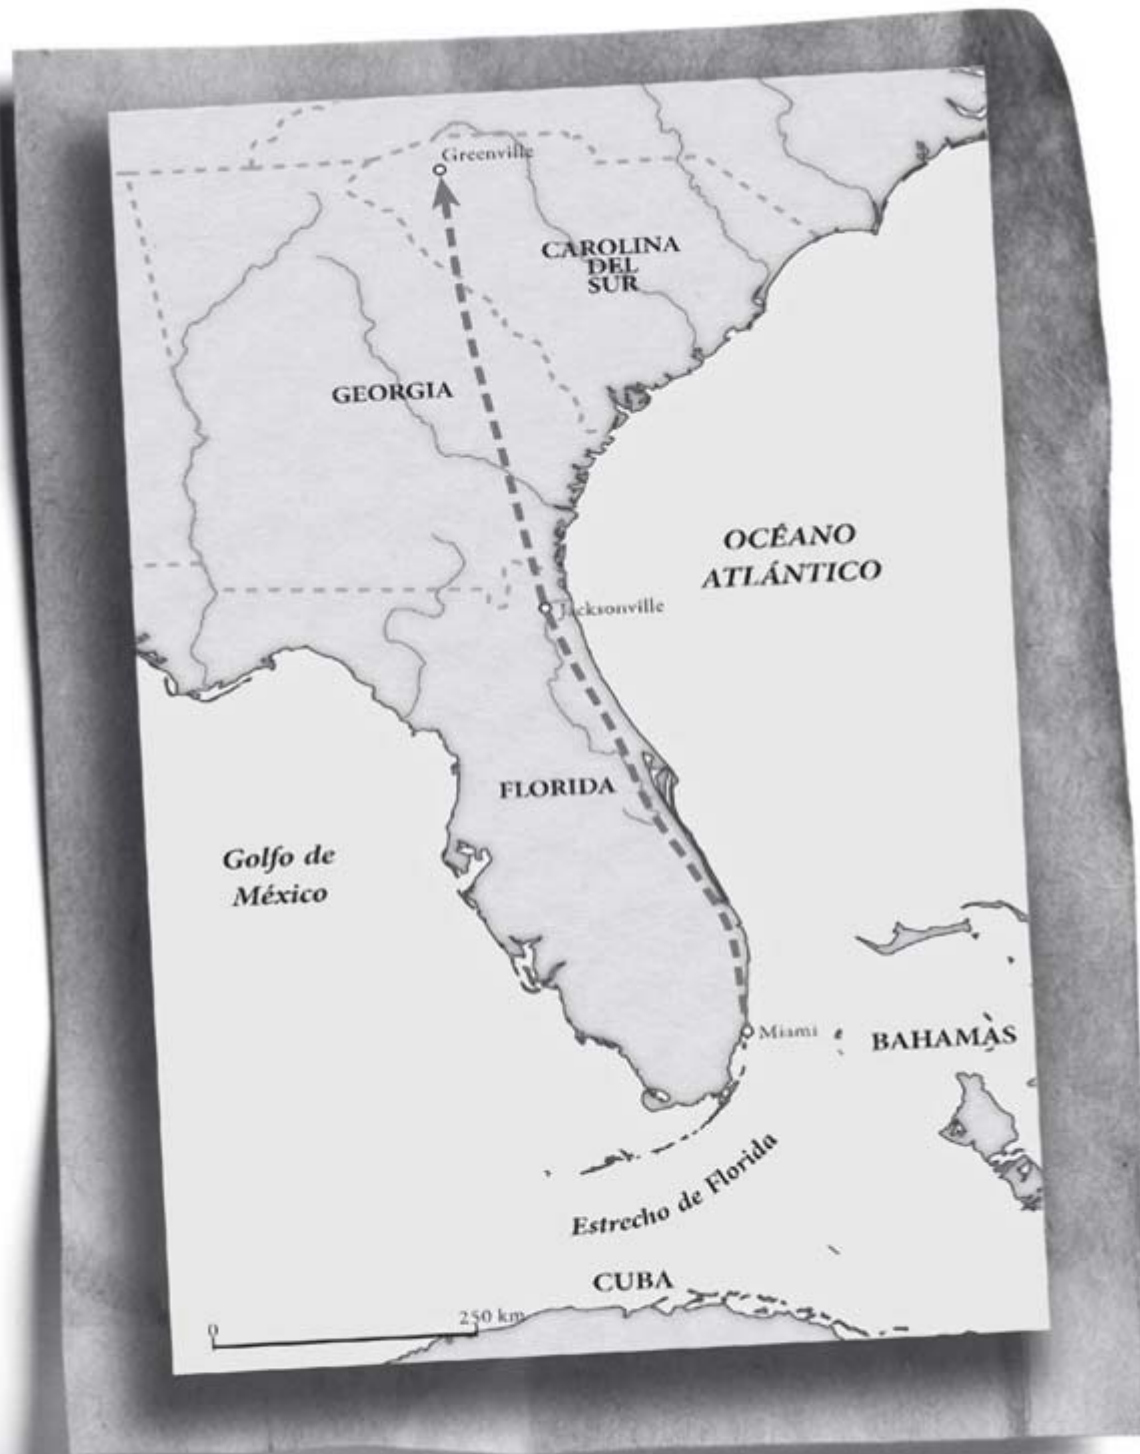 Greenville
CAROLINA
DEL
SUR
GEORGIA
OCÉANO
ATLÁNTICO
Jacksonville
FLORIDA
Golfo de
México
Miami
BAHAMAS
Estrecho de Florida
CUBA
0 250 km